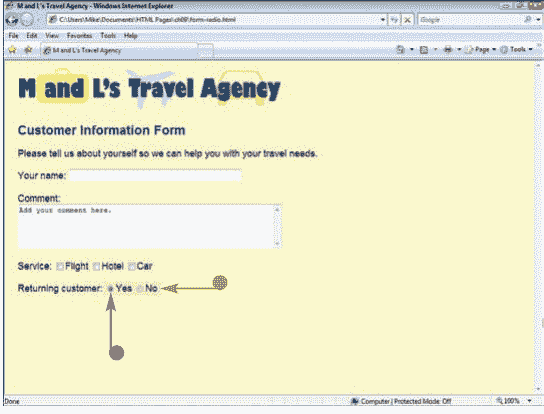 M and L's Travel Agency - Windows Internet Explorer
C:\Users\Mike\Documents\HTML Pages\ch08\form-radio.html
Google
File Edit View Favorites Tools Help
M and L's Travel Agency
Page Tools
M and L's Travel Agency
Customer Information Form
Please tell us about yourself so we can help you with your travel needs.
Your name:
Comment:
Add your comment here.
Service: Flight Hotel Car
Returning customer: Yes No
Done
Computer | Protected Mode: Off
100%